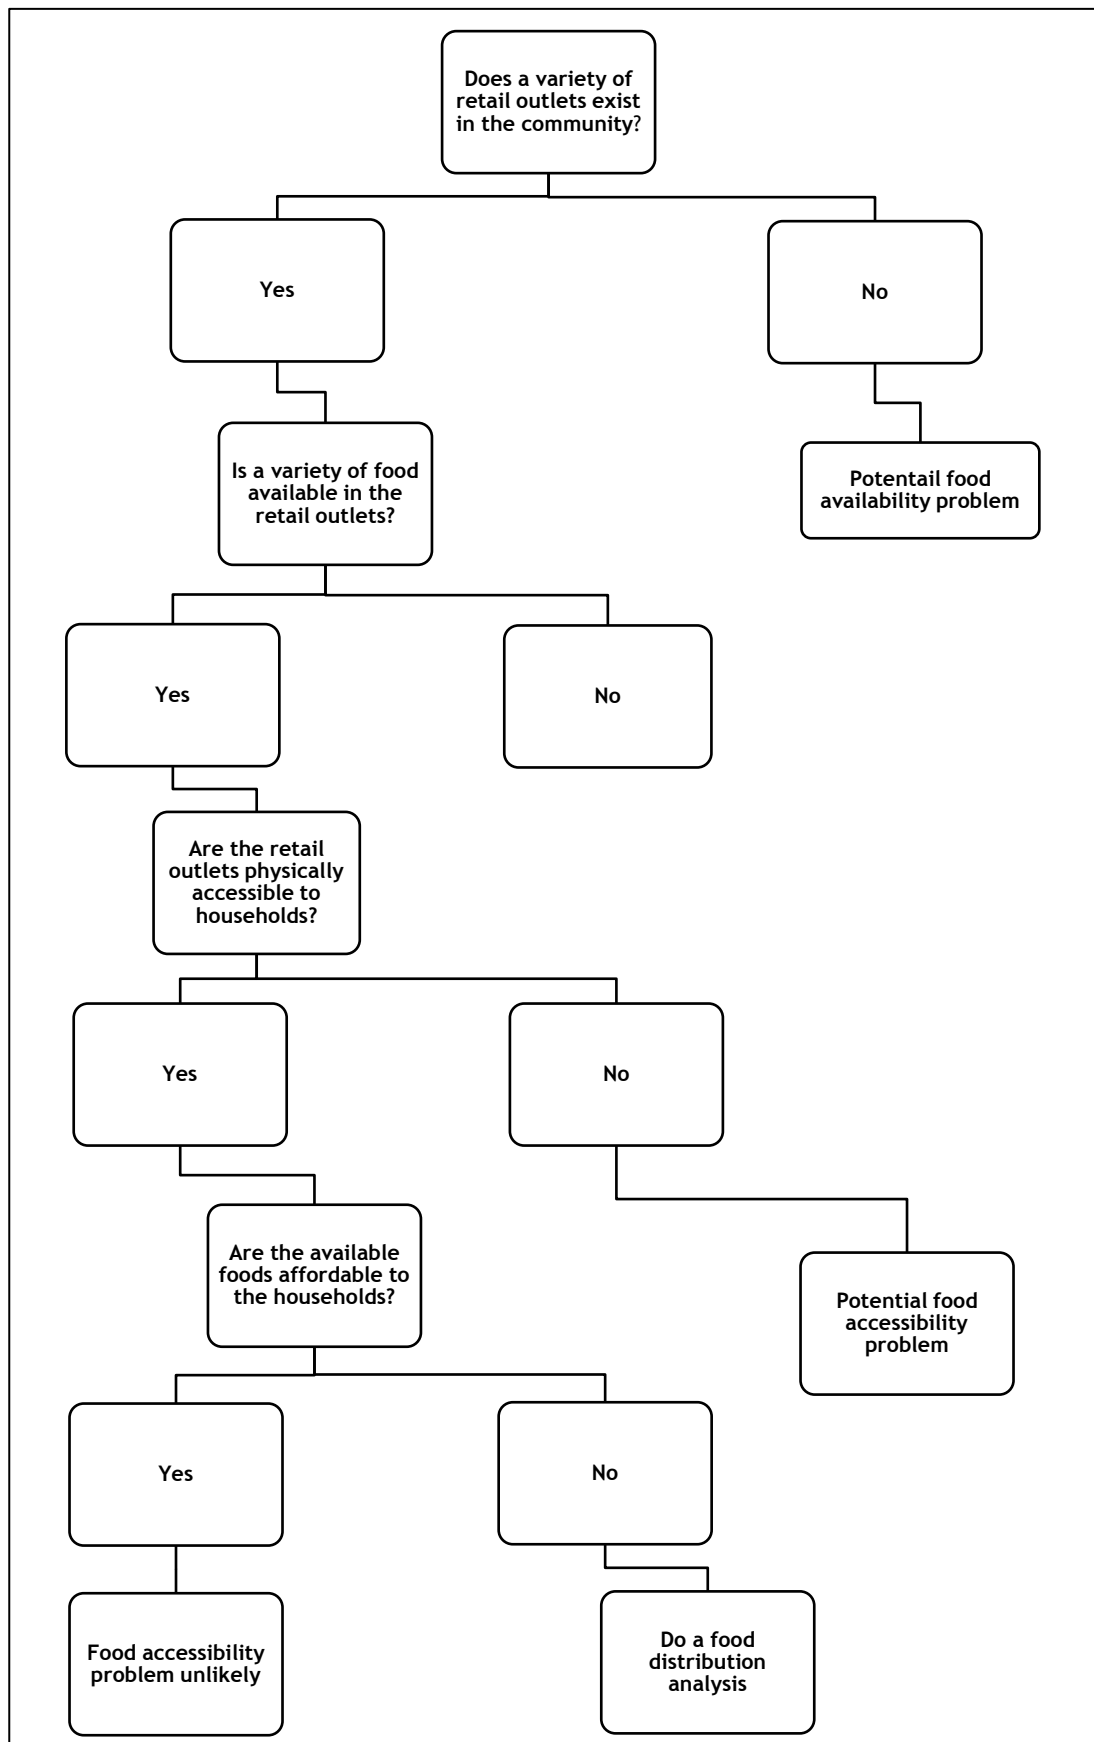 Does a variety of
retail outlets exist
in the community?
Yes
No
Is a variety of food
available in the
retail outlets?
Potentail food
availability problem
Yes
No
Are the retail
outlets physically
accessible to
households?
Yes
No
Are the available
foods affordable to
the households?
Potential food
accessibility
problem
Yes
No
Food accessibility
problem unlikely
Do a food
distribution
analysis